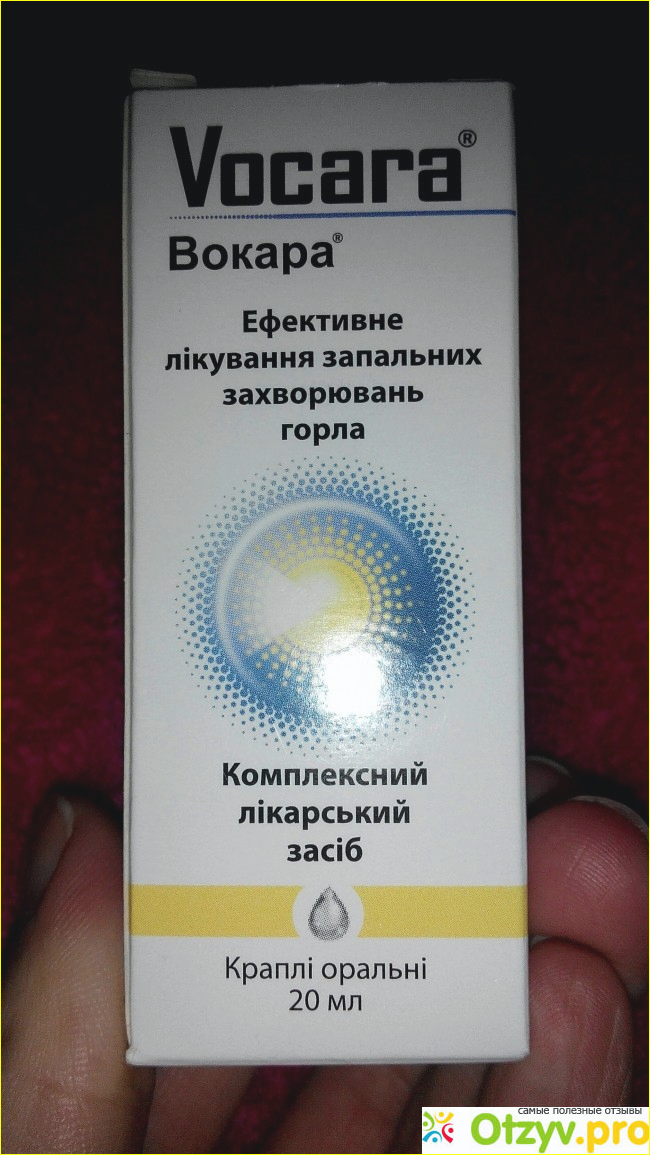 Vocara®
Вокара®
Ефективне
лікування запальних
захворювань
горла
Комплексний
лікарський
засіб
Краплі оральні
20 мл
самые полезные отзывы
Otzyv.pro